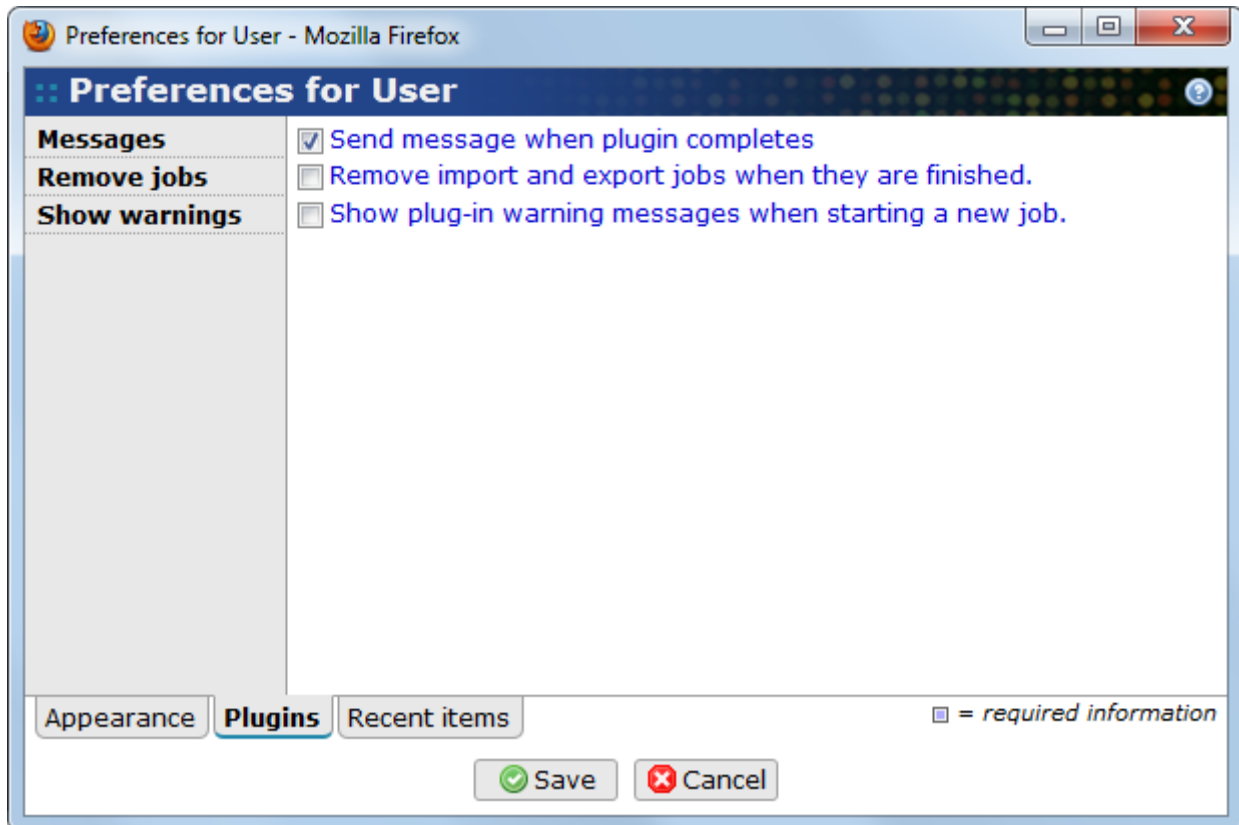 Preferences for User - Mozilla Firefox
:: Preferences for User
Messages
Send message when plugin completes
Remove jobs
Remove import and export jobs when they are finished.
Show warnings
Show plug-in warning messages when starting a new job.
Appearance Plugins Recent items = required information
Save Cancel